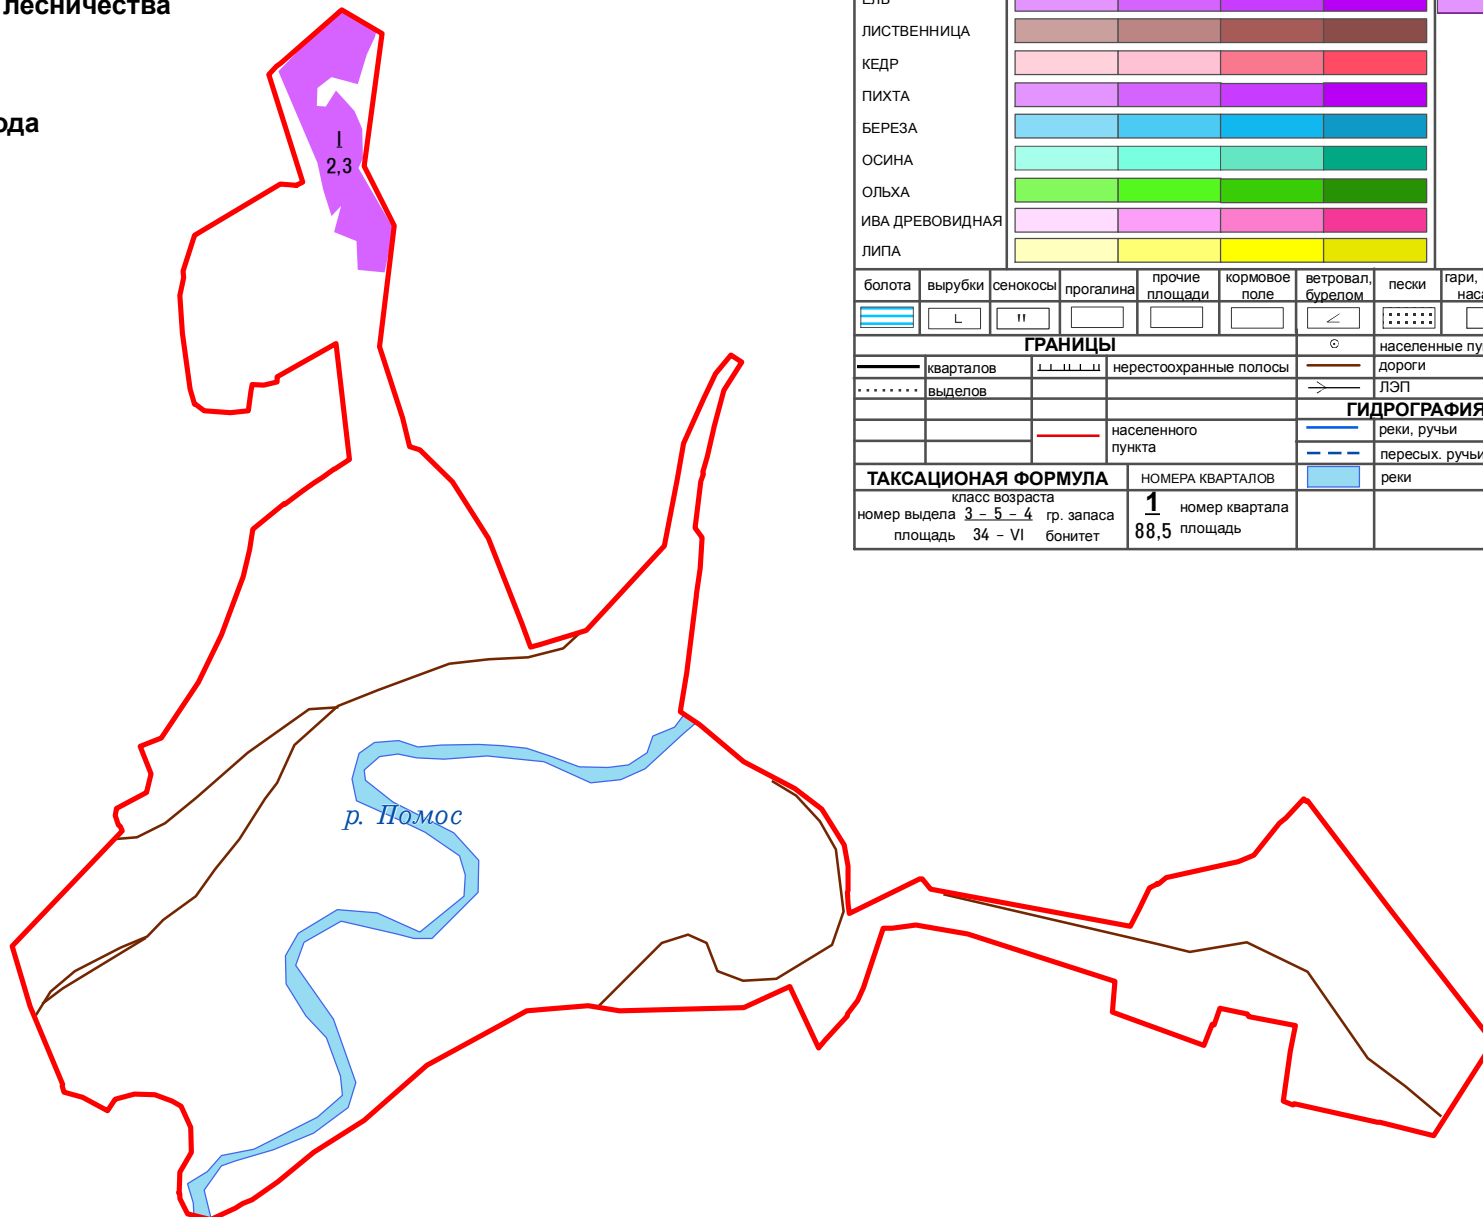 лесничества
ода
I
2,3
р. Помос
ЕЛЬ
ЛИСТВЕННИЦА
КЕДР
ПИХТА
БЕРЕЗА
ОСИНА
ОЛЬХА
ИВА ДРЕВОВИДНАЯ
ЛИПА
болота вырубки сенокосы прогалина прочие площади кормовое поле ветровал, бурелом пески гари,
ГРАНИЦЫ
населенные пу
кварталов нерестоохранные полосы дороги
выделов ЛЭП
ГИДРОГРАФИЯ
населенного
пункта
реки, ручьи
пересых. ручьи
ТАКСАЦИОНАЯ ФОРМУЛА НОМЕРА КВАРТАЛОВ реки
класс возраста
номер выдела 3 - 5 - 4 гр. запаса
площадь 34 - VI бонитет
1 номер квартала
88,5 площадь